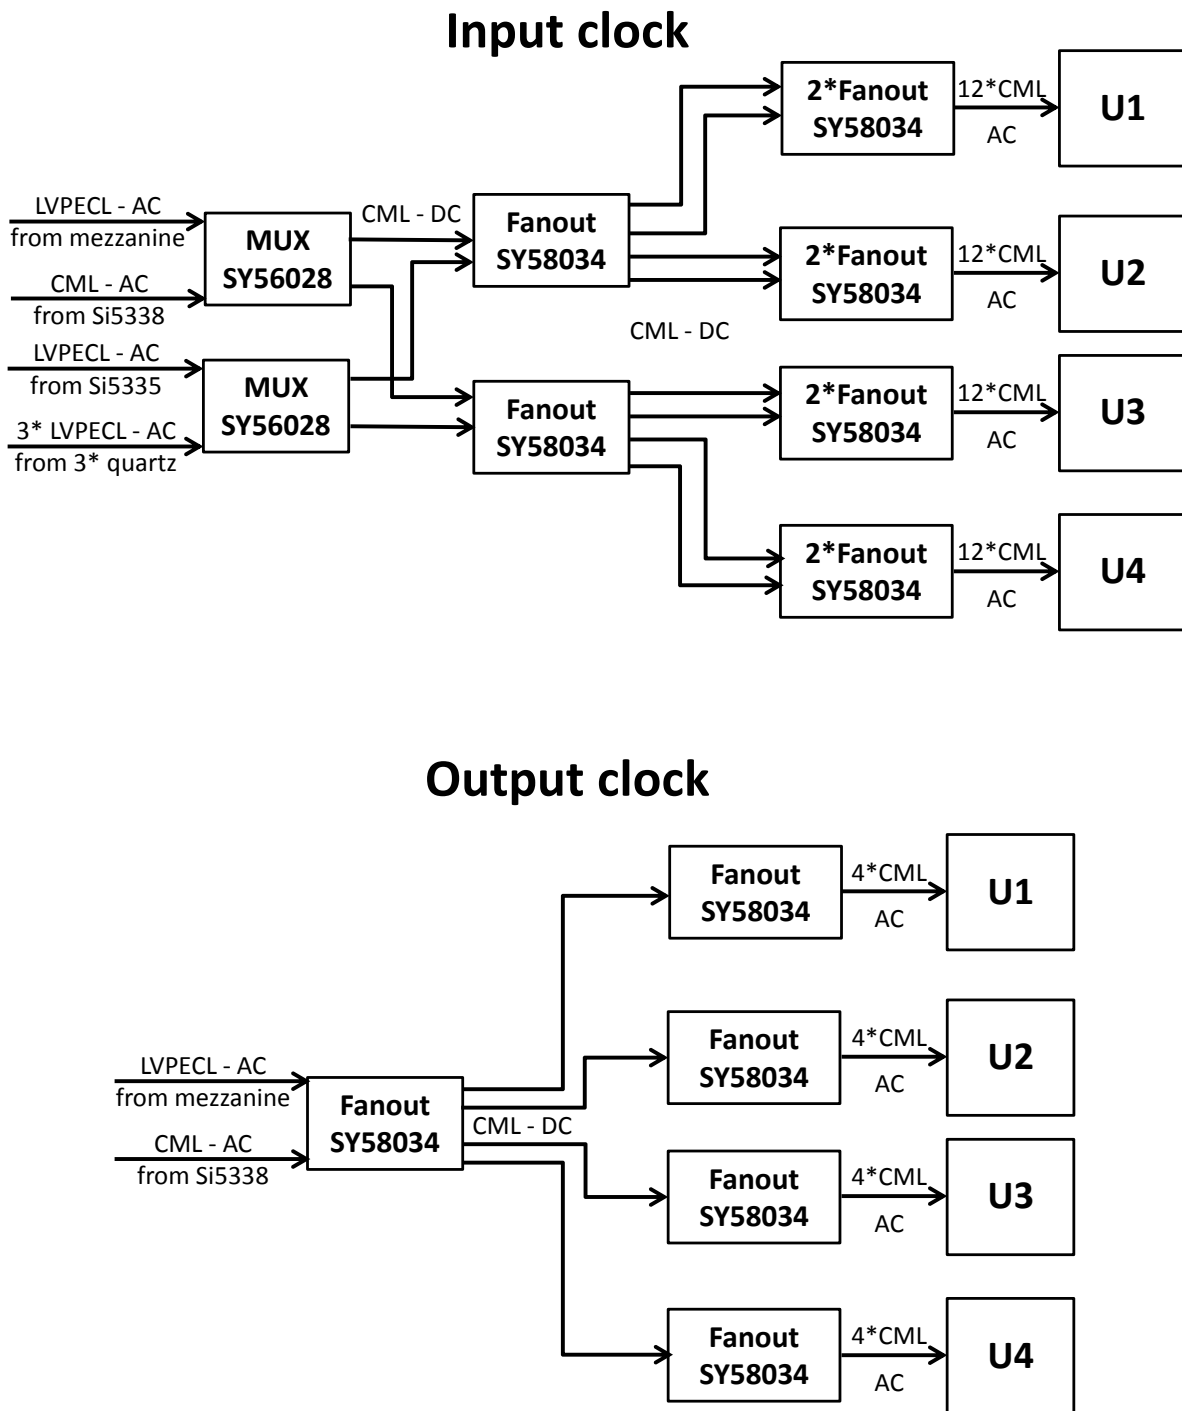 Input clock
2*Fanout
SY58034
12*CML
AC
U1
LVPECL - AC
from mezzanine
CML - AC
from Si5338
MUX
SY56028
CML - DC
Fanout
SY58034
2*Fanout
SY58034
12*CML
AC
U2
CML - DC
LVPECL - AC
from Si5335
3* LVPECL - AC
from 3* quartz
MUX
SY56028
Fanout
SY58034
2*Fanout
SY58034
12*CML
AC
U3
2*Fanout
SY58034
12*CML
AC
U4
Output clock
Fanout
SY58034
4*CML
AC
U1
LVPECL - AC
from mezzanine
CML - AC
from Si5338
Fanout
SY58034
CML - DC
Fanout
SY58034
4*CML
AC
U2
Fanout
SY58034
4*CML
AC
U3
Fanout
SY58034
4*CML
AC
U4